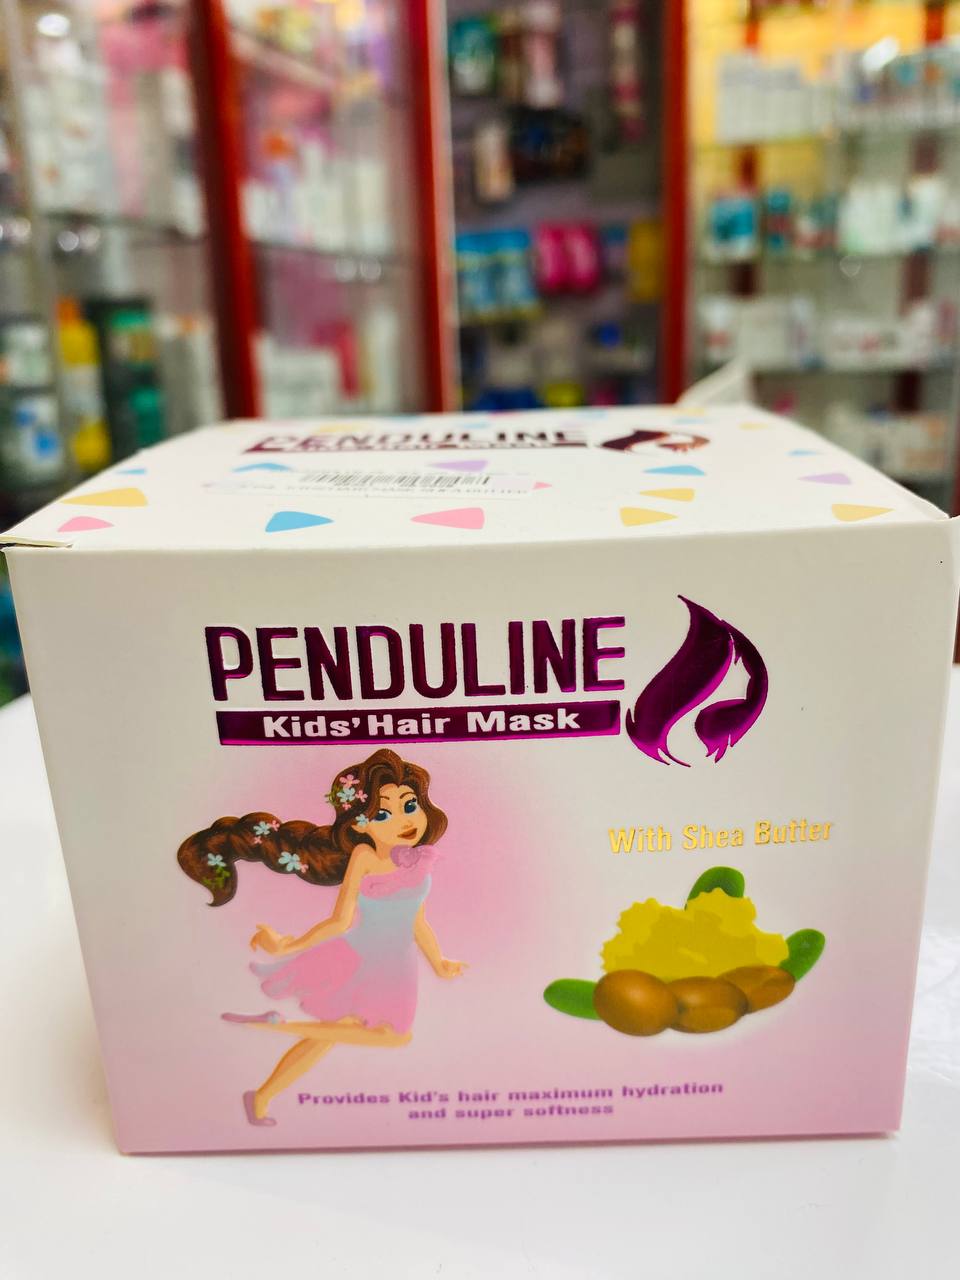 PENDULINE
PENDULINE
Kids' Hair Mask
With Shea Butter
Provides Kid's hair maximum hydration
and super softness